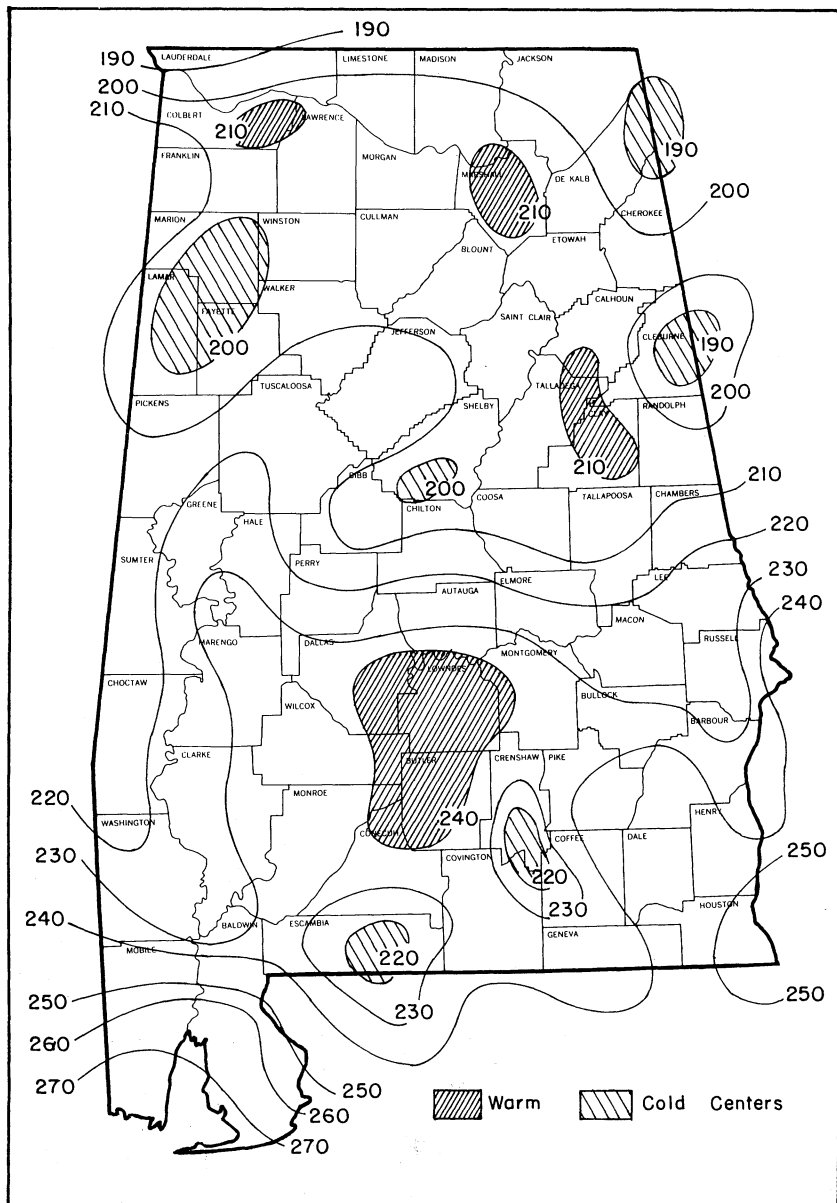 190
190
LAUDERDALE LIMESTONE MADISON JACKSON
200
210
COLBERT LAWRENCE
210
190
FRANKLIN MORGAN MARSHALL DE KALB
200
210
CHEROKEE
MARION WINSTON CULLMAN
BLOUNT ETOWAH
LAMAR WALKER
FAYETTE CALHOUN
SAINT CLAIR
JEFFERSON CLEBURNE
200 190
TUSCALOOSA TALLADEGA
200
PICKENS SHELBY CLAY RANDOLPH
210
BIBB 210
200
COOSA TALLAPOOSA CHAMBERS
GREENE CHILTON
HALE 220
SUMTER PERRY
ELMORE LEE 230
AUTAUGA 240
MACON
MARENGO DALLAS RUSSELL
MONTGOMERY
LOWNDES
CHOCTAW BULLOCK
WILCOX BARBOUR
CLARKE BUTLER CRENSHAW PIKE
220 MONROE
WASHINGTON 240 HENRY
CONECUH COFFEE DALE
230 COVINGTON 220 250
230 HOUSTON
240 BALDWIN ESCAMBIA GENEVA
MOBILE 220
250 230 250
260
270 250
260 Warm Cold Centers
270